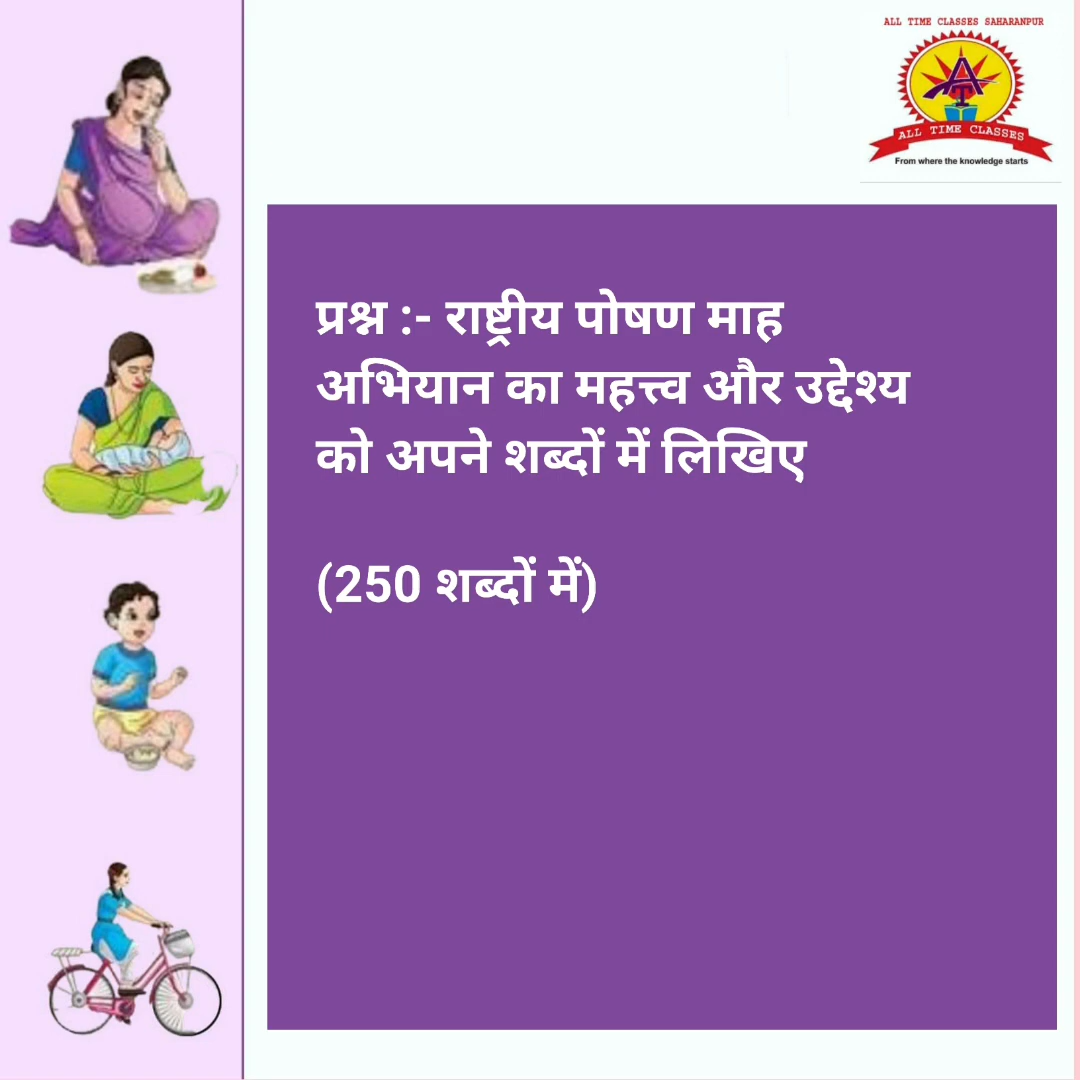 ALL TIME CLASSES SAHARANPUR
AT
ALL TIME CLASSES
From where the knowledge starts
प्रश्न :- राष्ट्रीय पोषण माह
अभियान का महत्त्व और उद्देश्य
को अपने शब्दों में लिखिए
(250 शब्दों में)